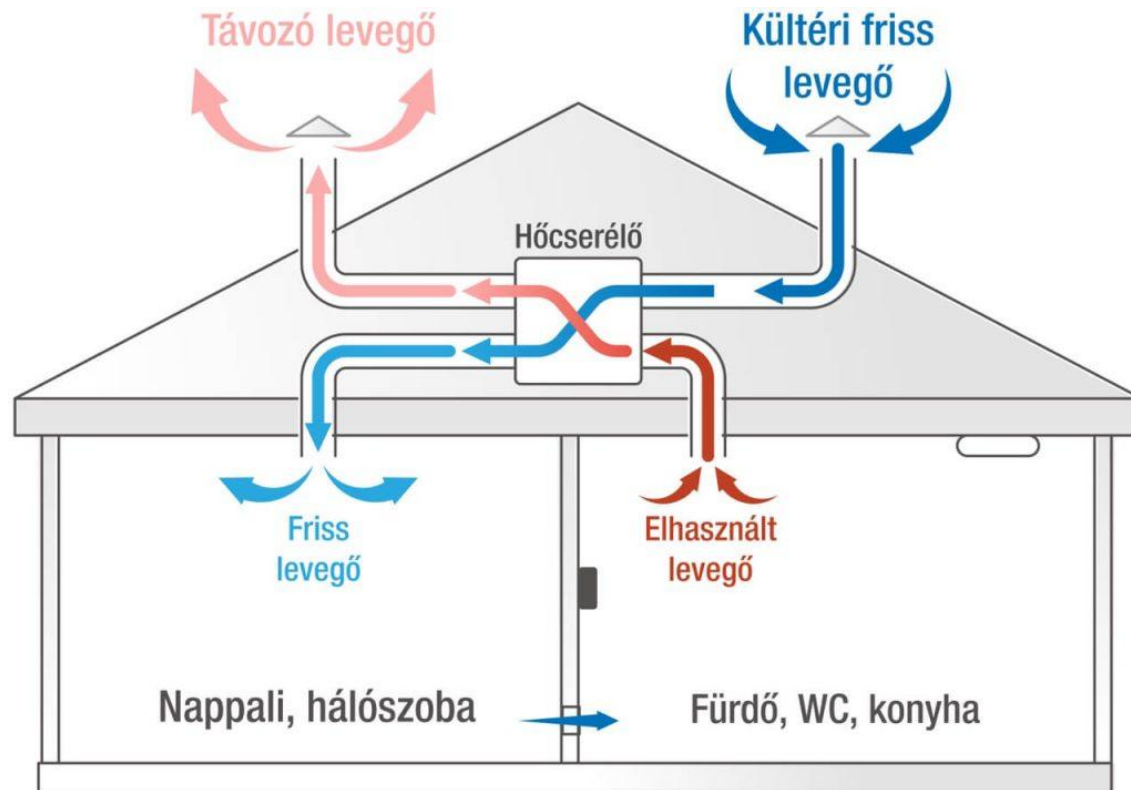 Távozó levegő
Kültéri friss
levegő
Hőcserélő
Friss
levegő
Elhasznált
levegő
Nappali, hálószoba
Fürdő, WC, konyha